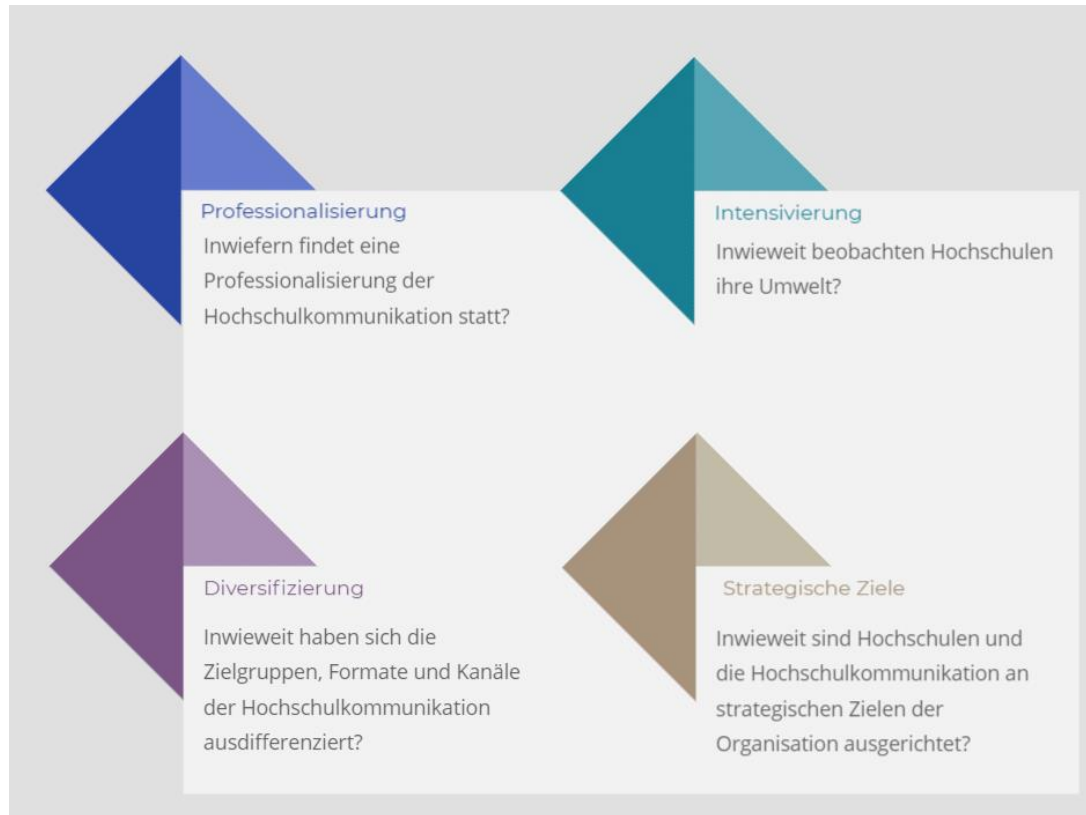 Professionalisierung
Inwiefern findet eine
Professionalisierung der
Hochschulkommunikation statt?
Intensivierung
Inwieweit beobachten Hochschulen
ihre Umwelt?
Diversifizierung
Inwieweit haben sich die
Zielgruppen, Formate und Kanäle
der Hochschulkommunikation
ausdifferenziert?
Strategische Ziele
Inwieweit sind Hochschulen und
die Hochschulkommunikation an
strategischen Zielen der
Organisation ausgerichtet?